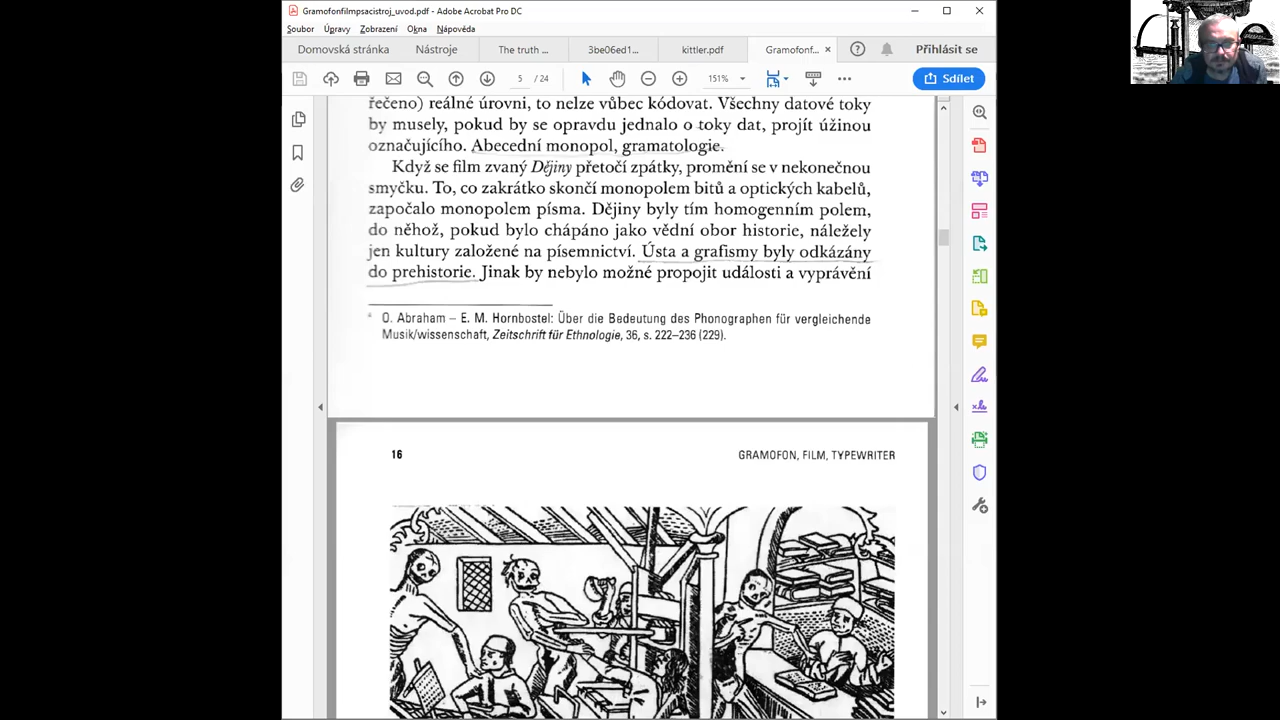 Gramofonfilmpsacistroj_uvod.pdf - Adobe Acrobat Pro DC
Soubor Úpravy Zobrazení Okna Nápověda
Domovská stránka Nástroje The truth ... 3be06ed1... kittler.pdf Gramofonf... × Přihlásit se
5 / 24 151% Sdílet
řečeno) reálné úrovni, to nelze vůbec kódovat. Všechny datové toky
by musely, pokud by se opravdu jednalo o toky dat, projít úžinou
označujícího. Abecední monopol, gramatologie.
Když se film zvaný Dějiny přetočí zpátky, promění se v nekonečnou
smyčku. To, co zakrátko skončí monopolem bitů a optických kabelů,
započalo monopolem písma. Dějiny byly tím homogenním polem,
do něhož, pokud bylo chápáno jako vědní obor historie, náležely
jen kultury založené na písemnictví. Ústa a grafismy byly odkázány
do prehistorie. Jinak by nebylo možné propojit události a vyprávění
O. Abraham – E. M. Hornbostel: Über die Bedeutung des Phonographen für vergleichende
Musik/wissenschaft, Zeitschrift für Ethnologie, 36, s. 222–236 (229).
16 GRAMOFON, FILM, TYPEWRITER